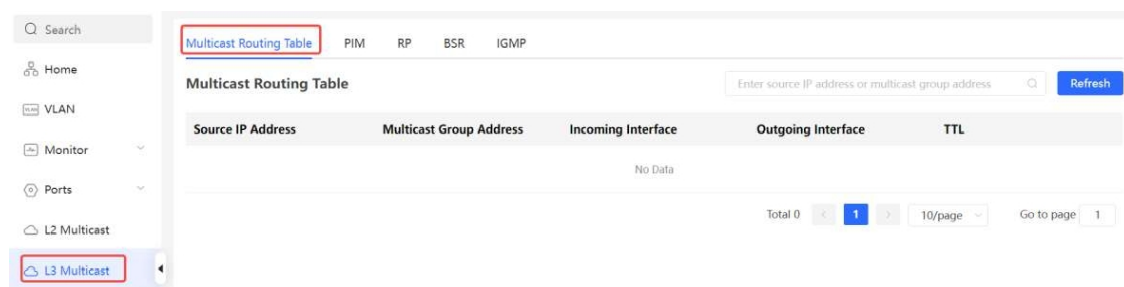 Search
Home
VLAN
Monitor
Ports
L2 Multicast
L3 Multicast
Multicast Routing Table PIM RP BSR IGMP
Multicast Routing Table
Enter source IP address or multicast group address Refresh
Source IP Address Multicast Group Address Incoming Interface Outgoing Interface TTL
No Data
Total 0 < 1 > 10/page Go to page 1